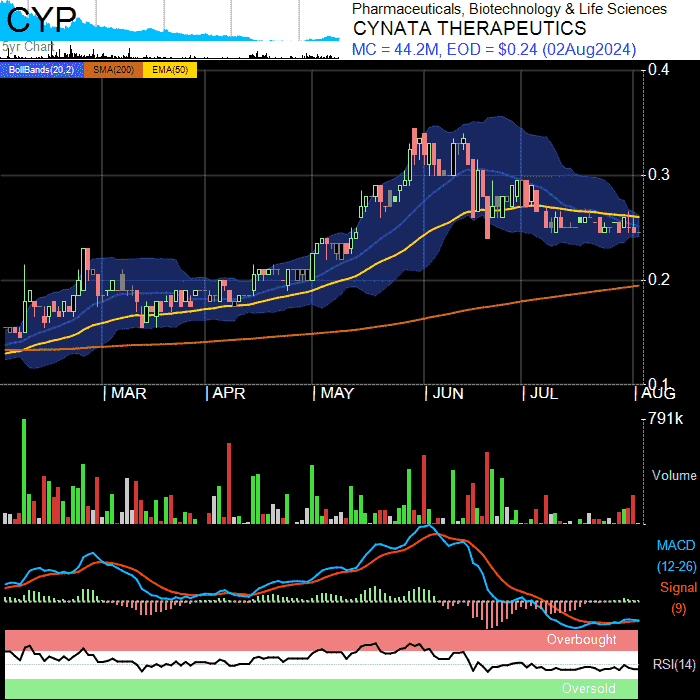 CYP
5yr Chart
Pharmaceuticals, Biotechnology & Life Sciences
CYNATA THERAPEUTICS
MC = 44.2M, EOD = $0.24 (02Aug2024)
BollBands(20,2) SMA(200) EMA(50)
0.4
0.3
0.2
0.1
MAR APR MAY JUN JUL AUG
791k
Volume
MACD
(12-26)
Signal
(9)
Overbought
RSI(14)
Oversold